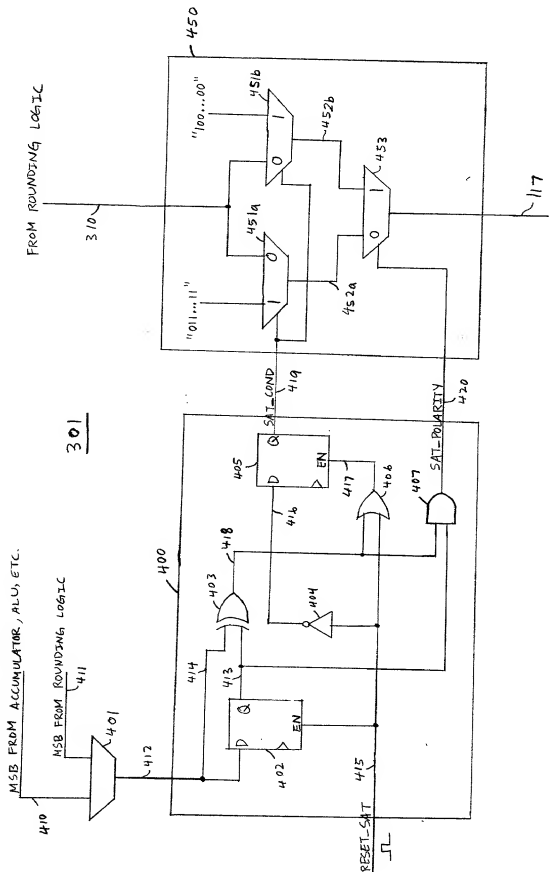 MSB FROM ACCUMULATOR, ALU, ETC.
410
MSB FROM ROUNDING LOGIC
411
401
412
301
FROM ROUNDING LOGIC
310
400
414
403
418
413
D
Q
EN
402
404
416
405
D
Q
EN
417
406
407
415
RESET_SAT
SAT_COND
419
SAT_POLARITY
420
450
"011...11"
1
0
451a
"100...00"
0
1
451b
452a
452b
0
1
453
117